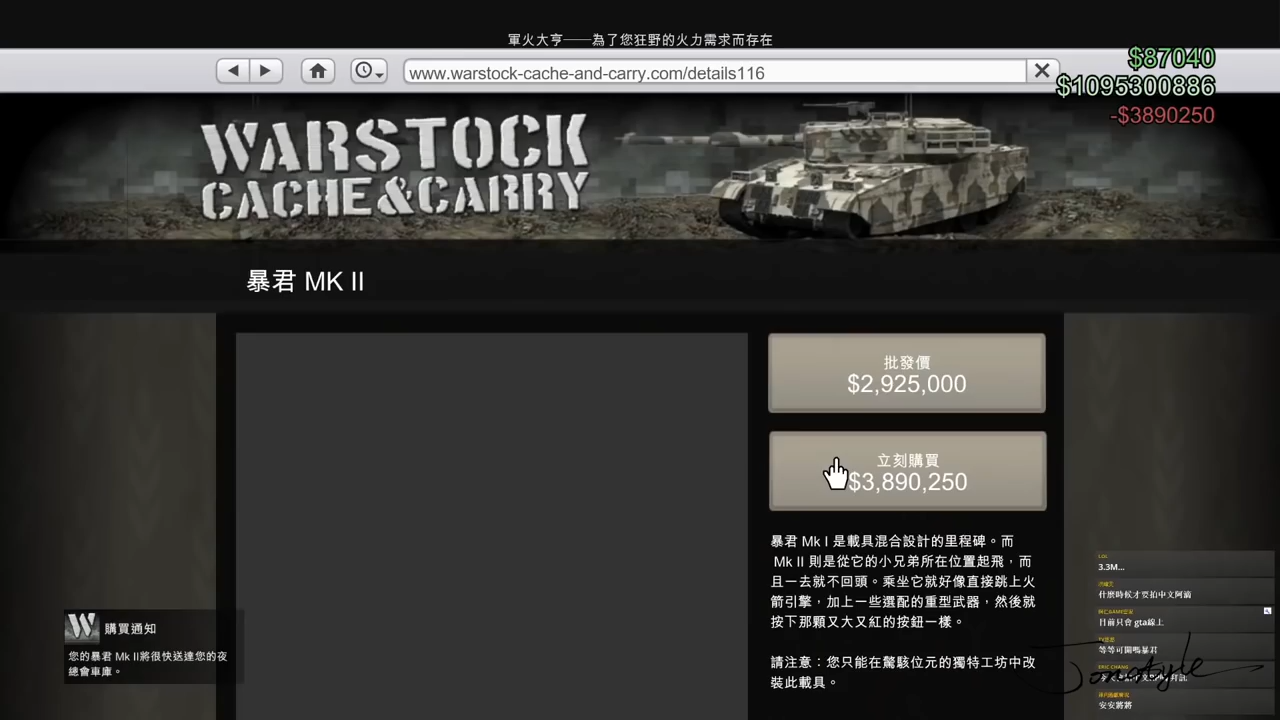 軍火大亨──為了您狂野的火力需求而存在
www.warstock-cache-and-carry.com/details116
$87040
$1095300886
-$3890250
WARSTOCK
CACHE&CARRY
暴君 MK II
批發價
$2,925,000
立刻購買
$3,890,250
暴君 Mk I 是載具混合設計的里程碑。而
Mk II 則是從它的小兄弟所在位置起飛，而
且一去就不回頭。乘坐它就好像直接跳上火
箭引擎，加上一些選配的重型武器，然後就
按下那顆又大又紅的按鈕一樣。
請注意：您只能在驚駭位元的獨特工坊中改
裝此載具。
W
購買通知
您的暴君 Mk II將很快送達您的夜
總會車庫。
LOL
3.3M...
什麼時候才要拍中文阿滴
目前只會 gta線上
等等可開嗎暴君
ERIC CHANG
安安將將
Jonostyle